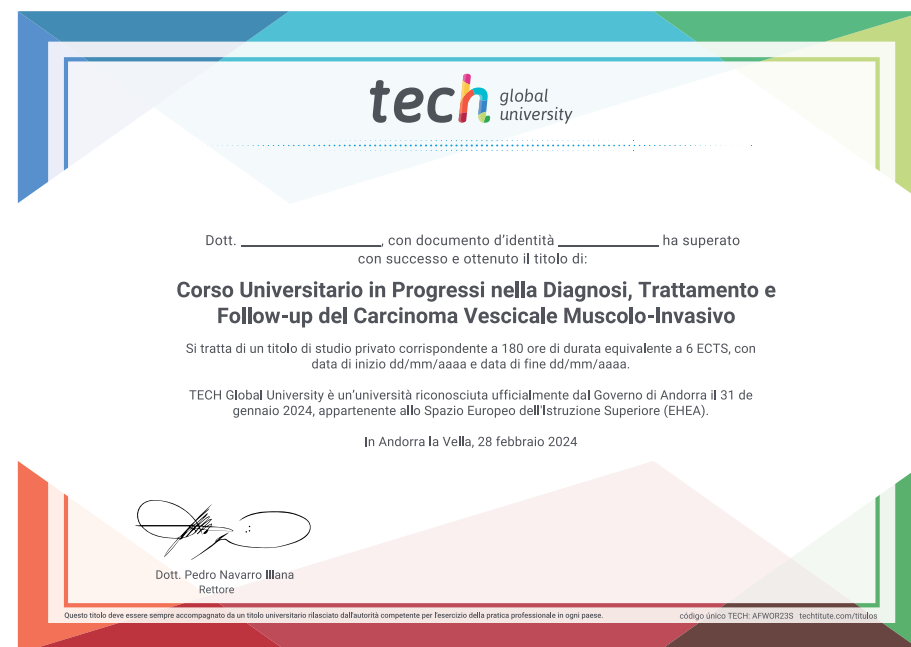 tech global university
Dott. ____________________, con documento d'identità ______________ ha superato
con successo e ottenuto il titolo di:
Corso Universitario in Progressi nella Diagnosi, Trattamento e
Follow-up del Carcinoma Vescicale Muscolo-Invasivo
Si tratta di un titolo di studio privato corrispondente a 180 ore di durata equivalente a 6 ECTS, con
data di inizio dd/mm/aaaa e data di fine dd/mm/aaaa.
TECH Global University è un'università riconosciuta ufficialmente dal Governo di Andorra il 31 de
gennaio 2024, appartenente allo Spazio Europeo dell'Istruzione Superiore (EHEA).
In Andorra la Vella, 28 febbraio 2024
Dott. Pedro Navarro Illana
Rettore
Questo titolo deve essere sempre accompagnato da un titolo universitario rilasciato dall'autorità competente per l'esercizio della pratica professionale in ogni paese.
código único TECH: AFWOR23S techtitute.com/titulos